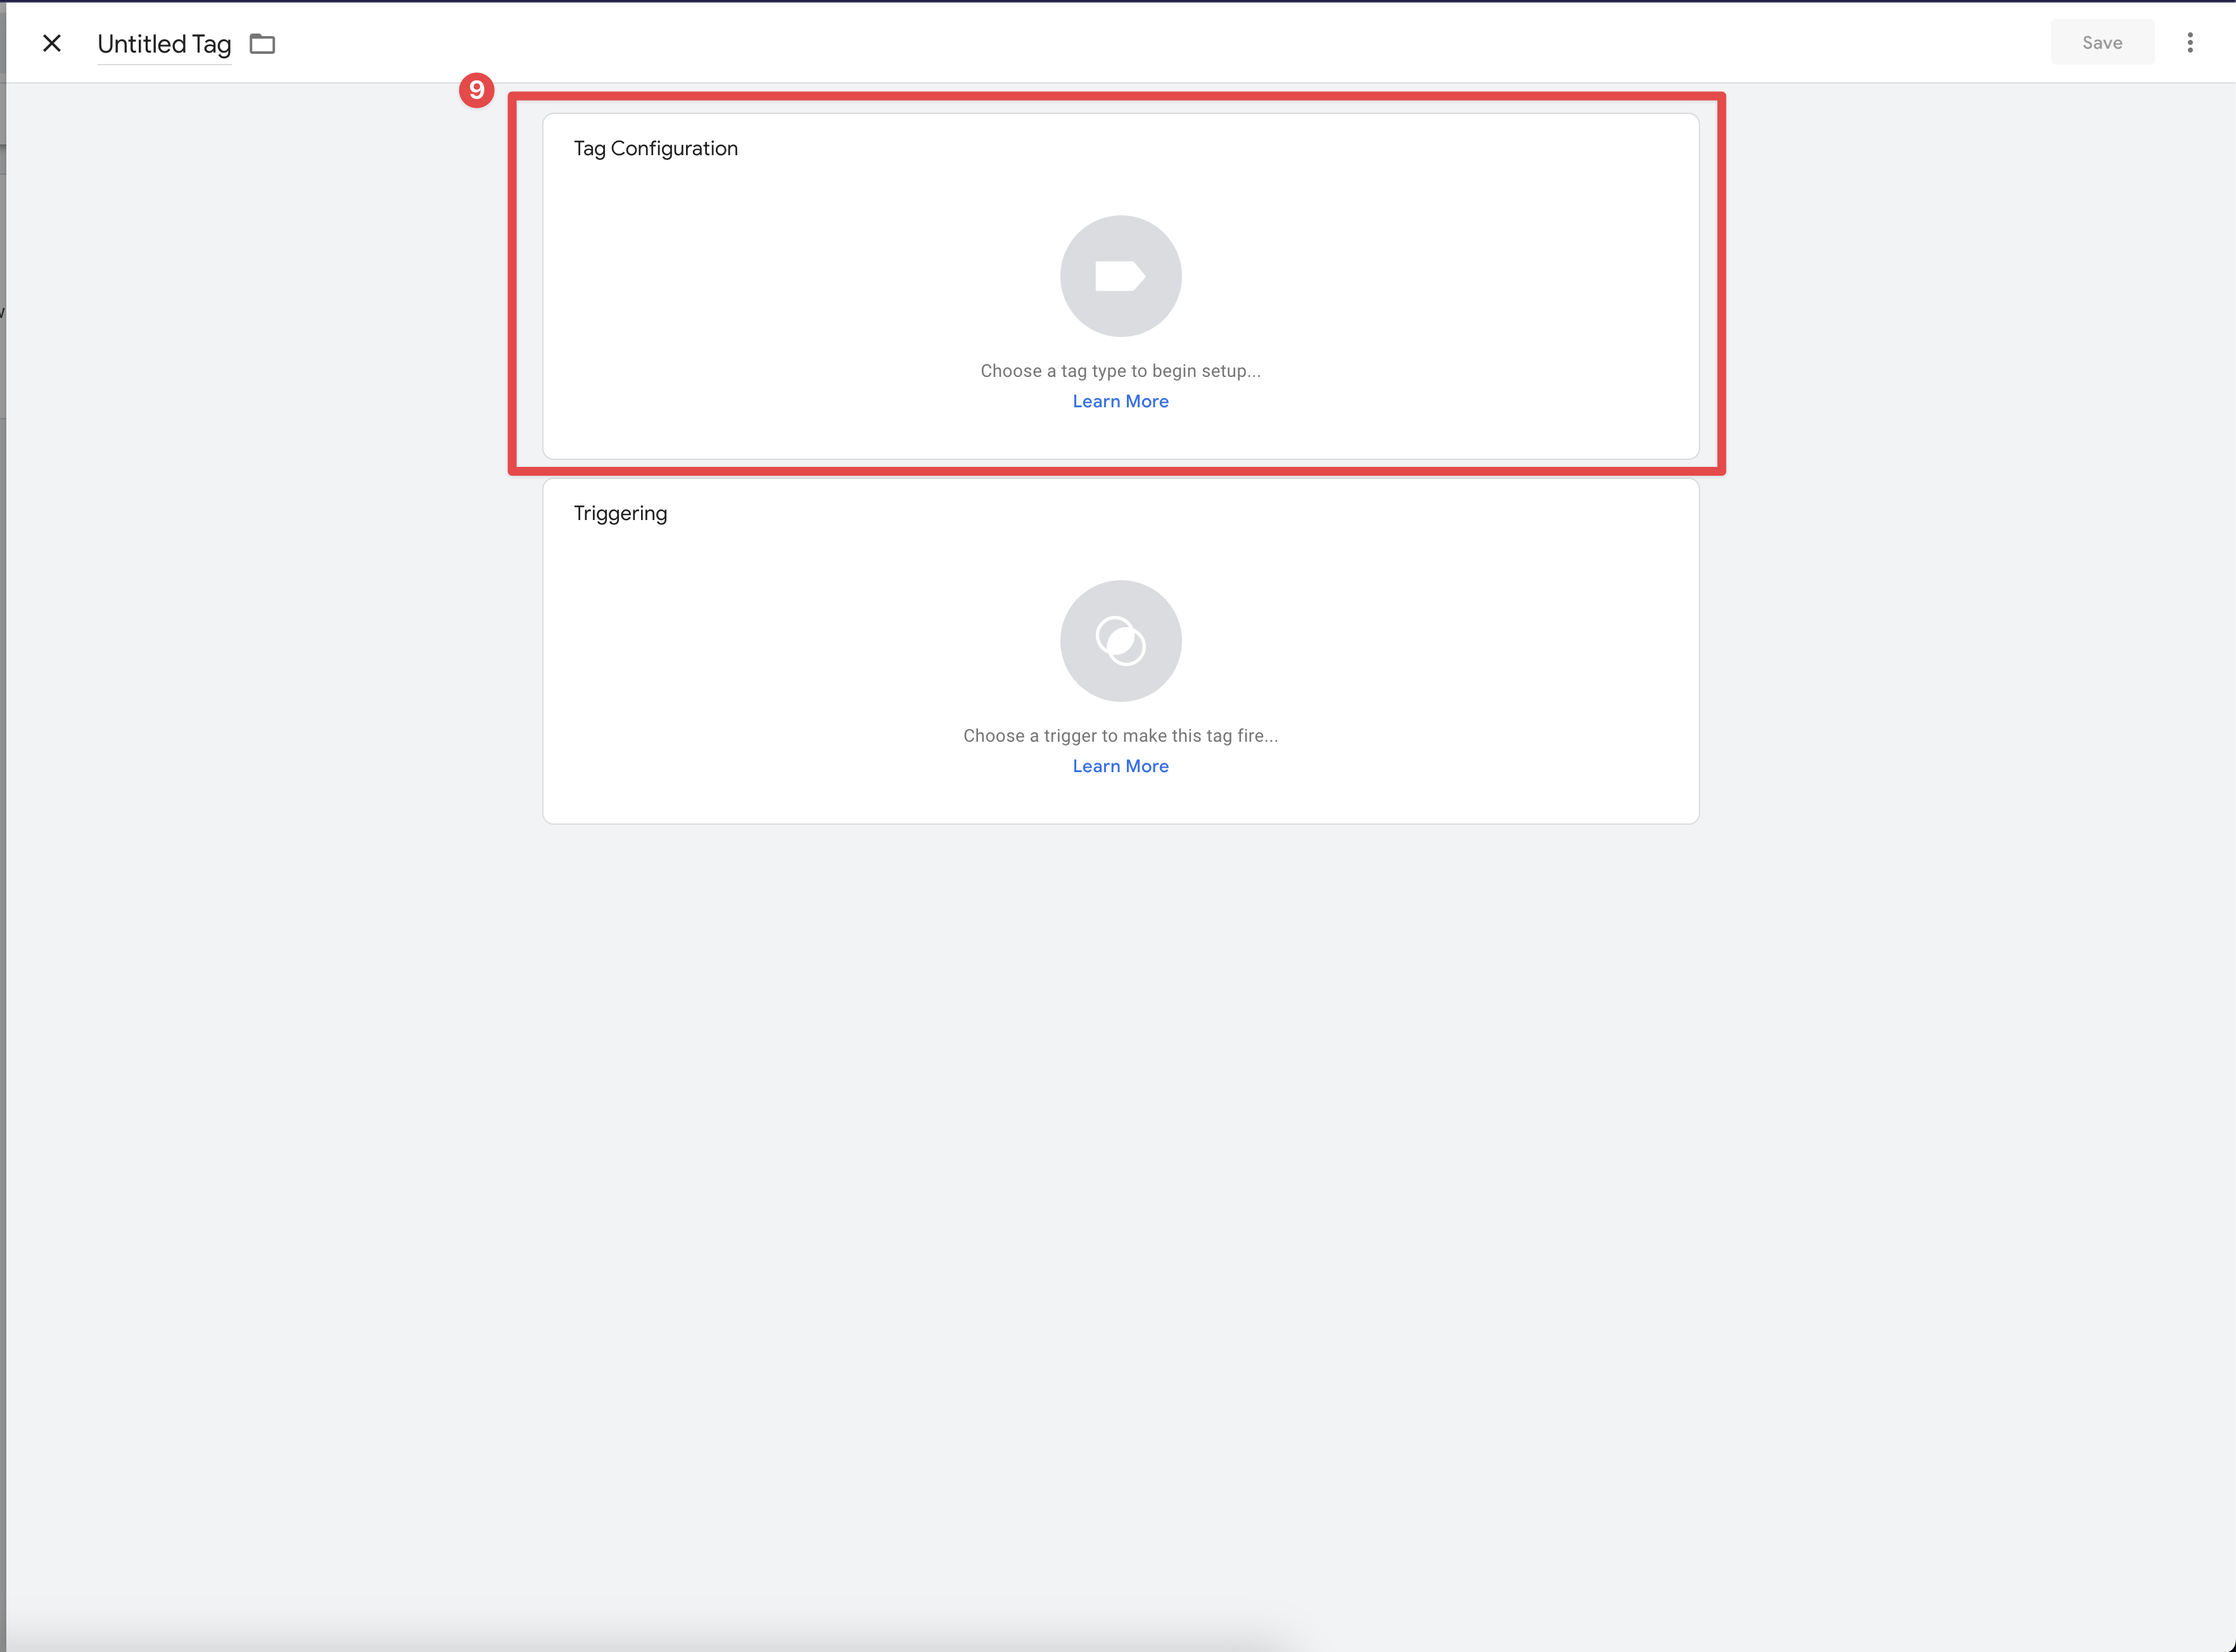 Untitled Tag
Save
9
Tag Configuration
Choose a tag type to begin setup...
Learn More
Triggering
Choose a trigger to make this tag fire...
Learn More